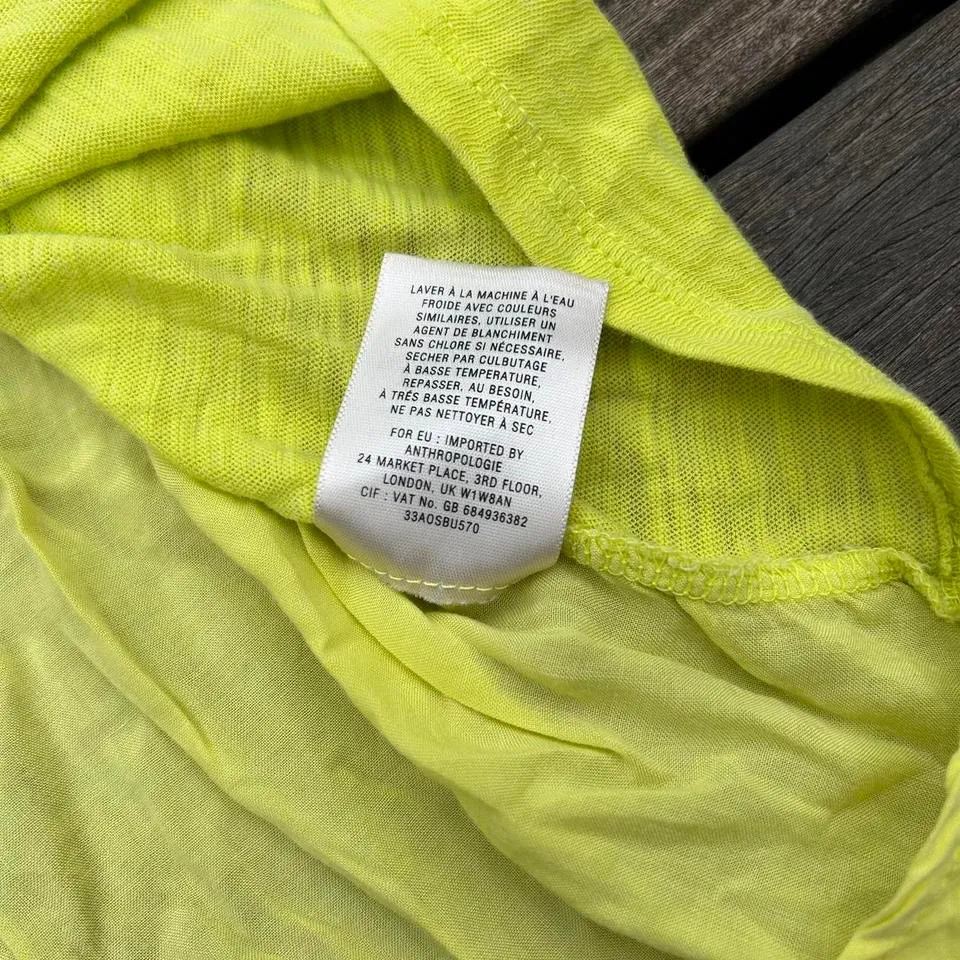 LAVER À LA MACHINE À L'EAU
FROIDE AVEC COULEURS
SIMILAIRES, UTILISER UN
AGENT DE BLANCHIMENT
SANS CHLORE SI NÉCESSAIRE,
SECHER PAR CULBUTAGE
À BASSE TEMPERATURE,
REPASSER, AU BESOIN,
À TRÉS BASSE TEMPÉRATURE,
NE PAS NETTOYER À SEC
FOR EU : IMPORTED BY
ANTHROPOLOGIE
24 MARKET PLACE, 3RD FLOOR,
LONDON, UK W1W8AN
CIF : VAT No. GB 684936382
33AOSBU570